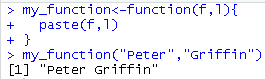 > my_function<-function(f,l){
+   paste(f,l)
+ }
> my_function("Peter","Griffin")
[1] "Peter Griffin"